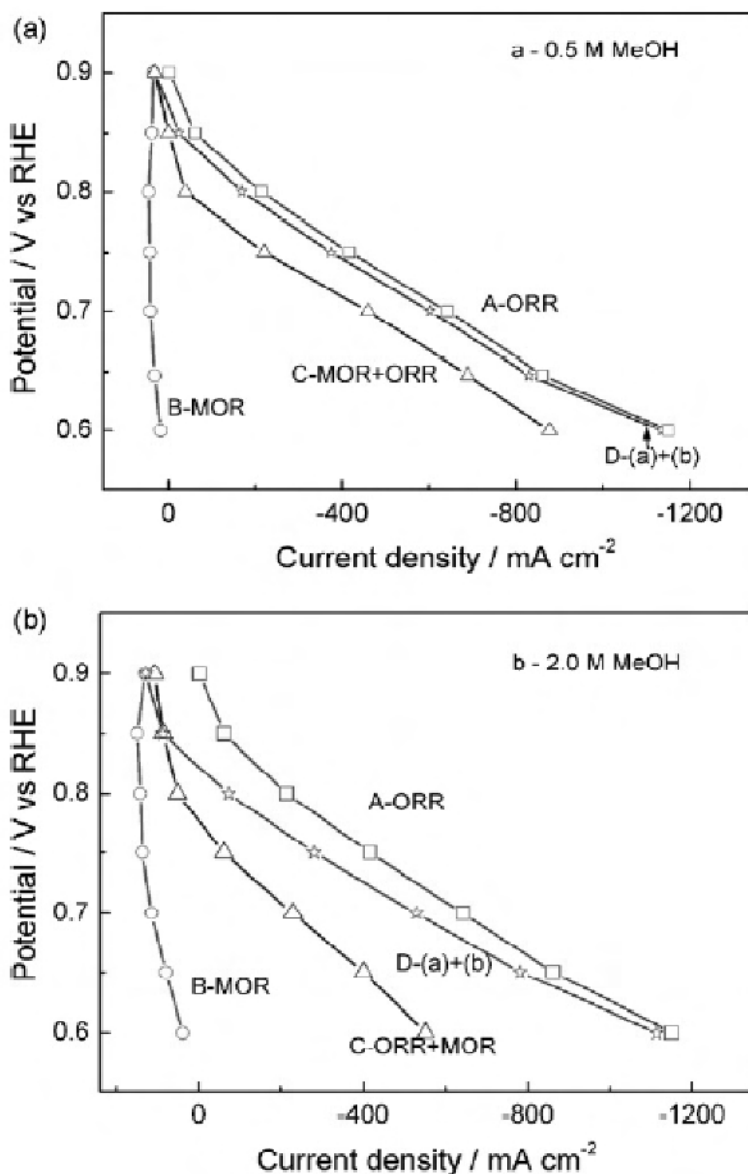 (a)
a - 0.5 M MeOH
Potential / V vs RHE
0.9
0.8
0.7
0.6
A-ORR
C-MOR+ORR
B-MOR
D-(a)+(b)
0 -400 -800 -1200
Current density / mA cm⁻²
(b)
b - 2.0 M MeOH
Potential / V vs RHE
0.9
0.8
0.7
0.6
A-ORR
D-(a)+(b)
B-MOR
C-ORR+MOR
0 -400 -800 -1200
Current density / mA cm⁻²